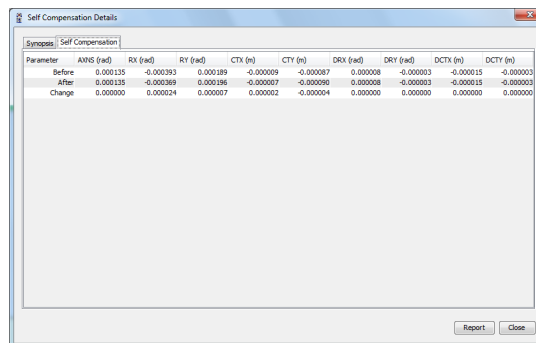 Self Compensation Details
Synopsis Self Compensation
Parameter AXNS (rad) RX (rad) RY (rad) CTX (m) CTY (m) DRX (rad) DRY (rad) DCTX (m) DCTY (m)
Before 0.000135 -0.000393 0.000189 -0.000009 -0.000087 0.000008 -0.000003 -0.000015 -0.000003
After 0.000135 -0.000369 0.000196 -0.000007 -0.000090 0.000008 -0.000003 -0.000015 -0.000003
Change 0.000000 0.000024 0.000007 0.000002 -0.000004 0.000000 0.000000 0.000000 0.000000
Report Close